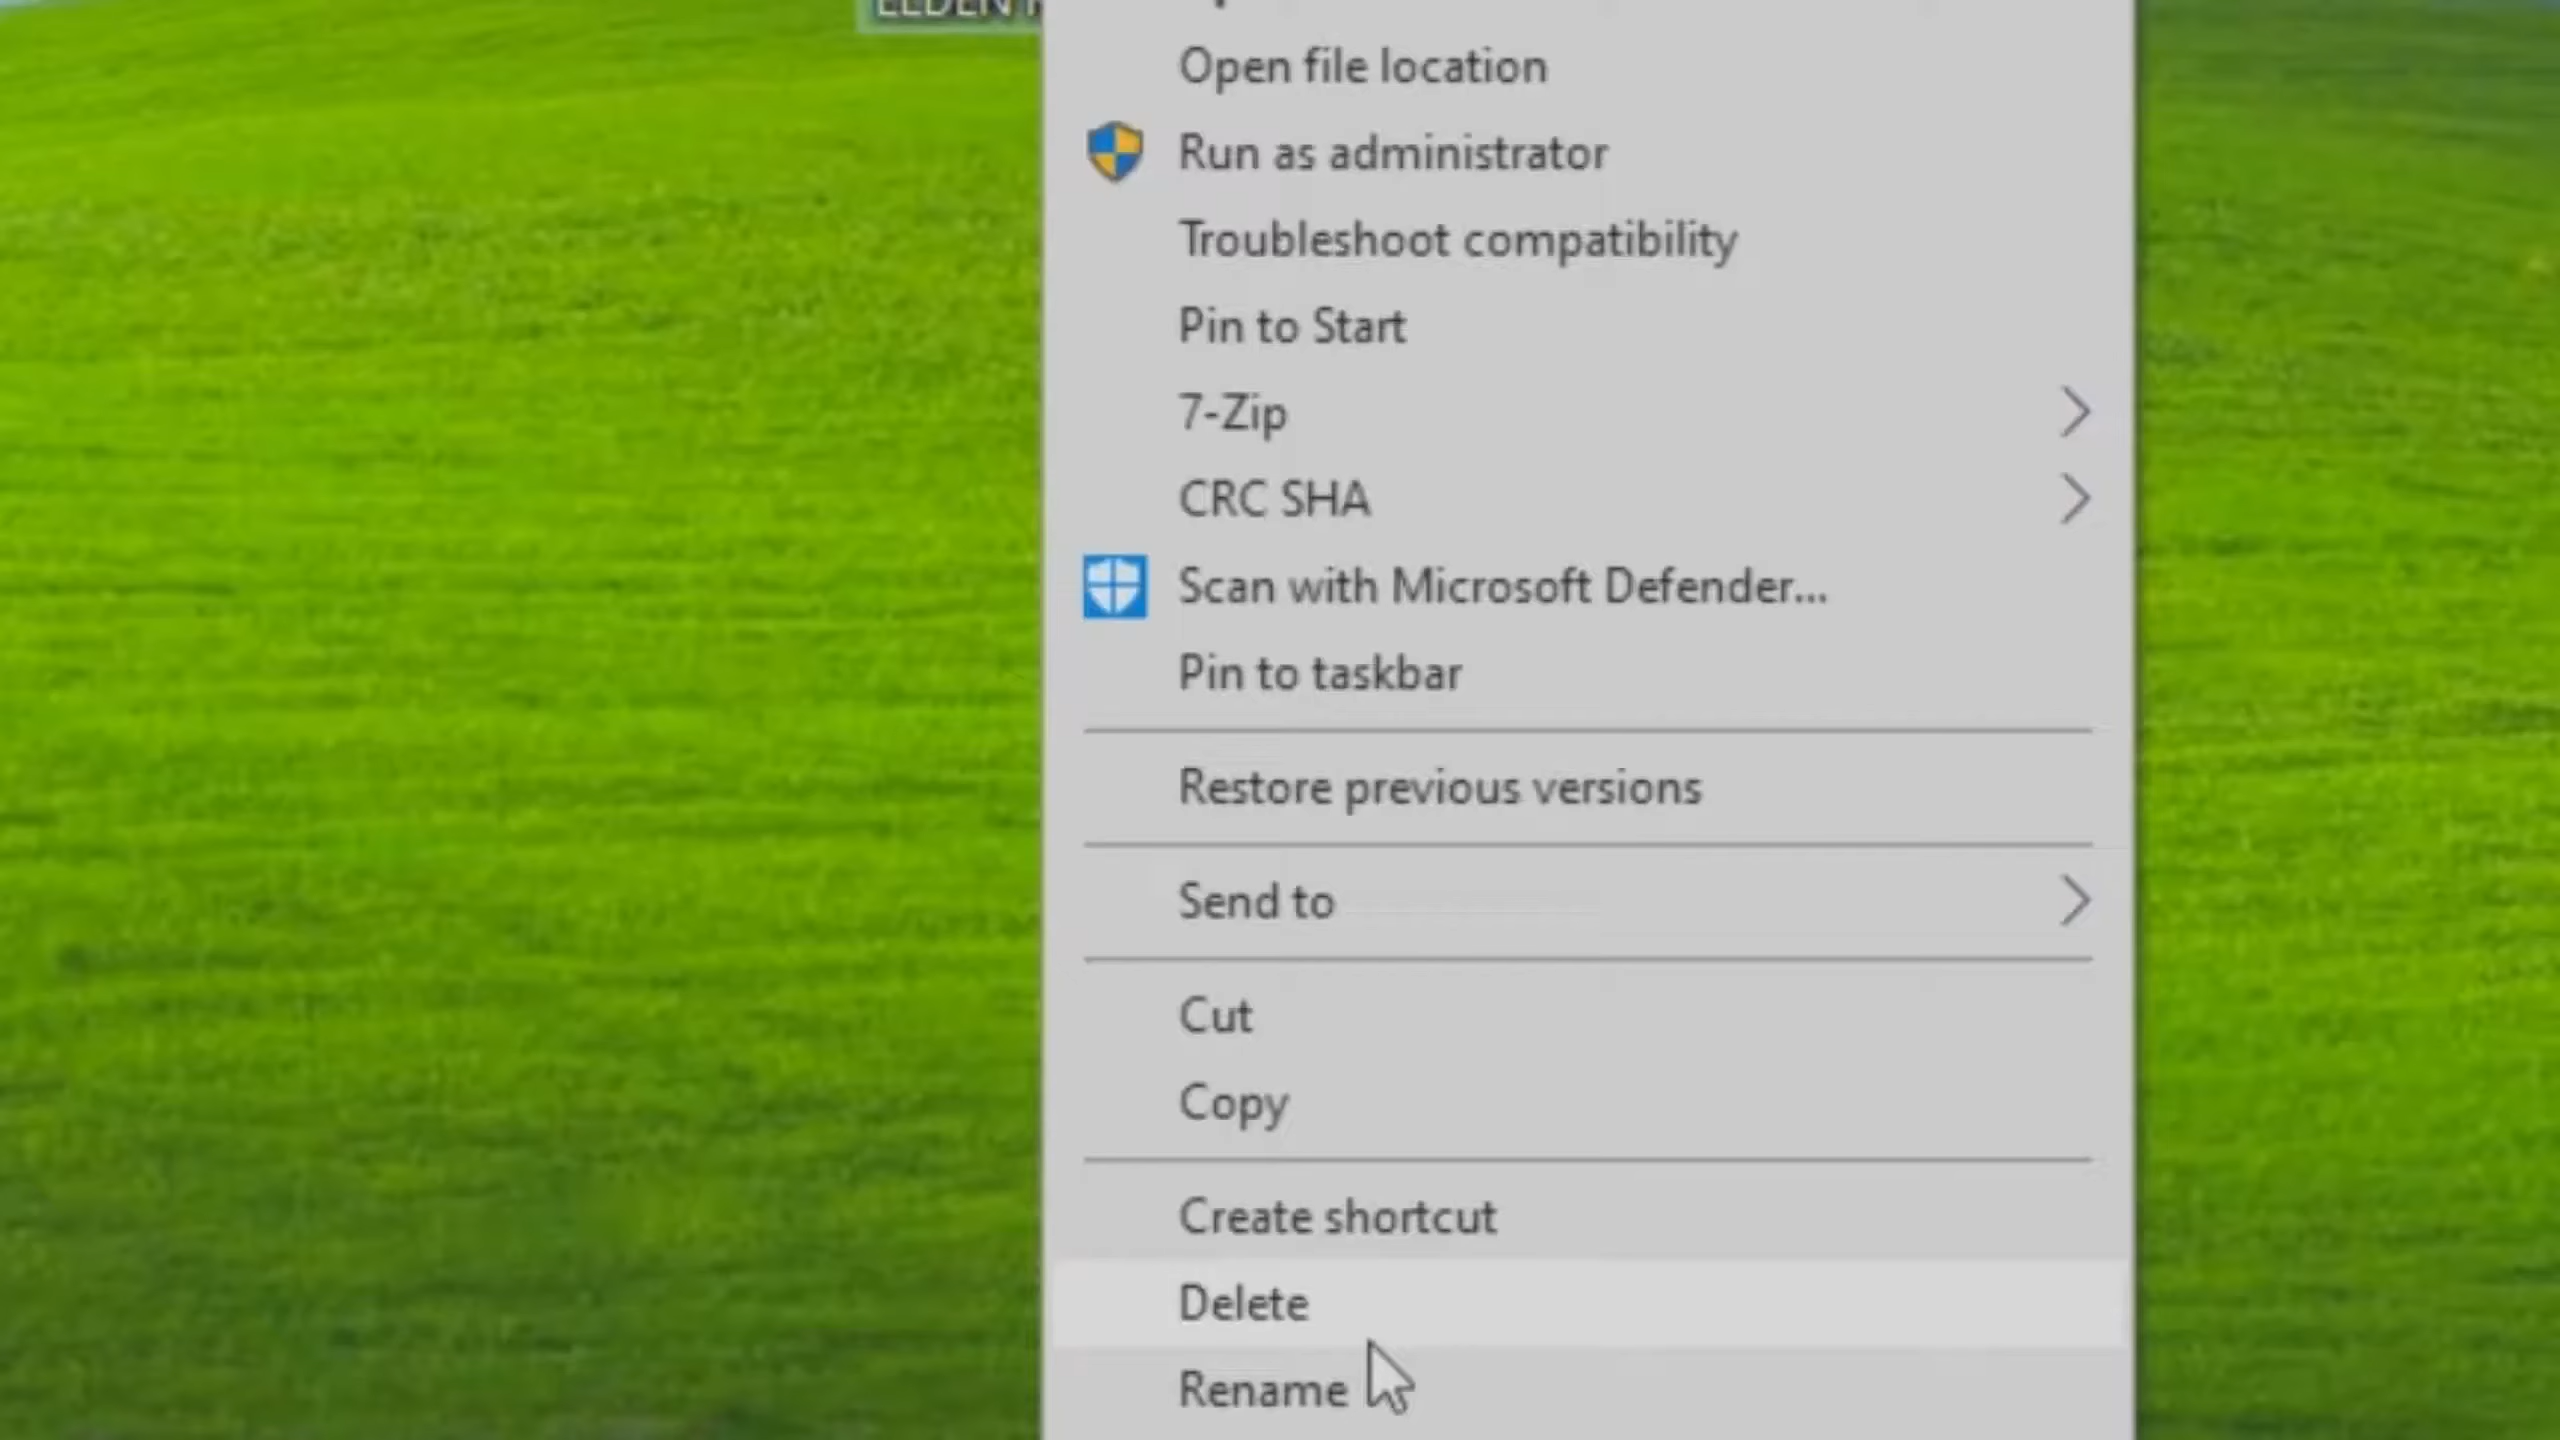 ELDEN
Open file location
Run as administrator
Troubleshoot compatibility
Pin to Start
7-Zip
CRC SHA
Scan with Microsoft Defender...
Pin to taskbar
Restore previous versions
Send to
Cut
Copy
Create shortcut
Delete
Rename